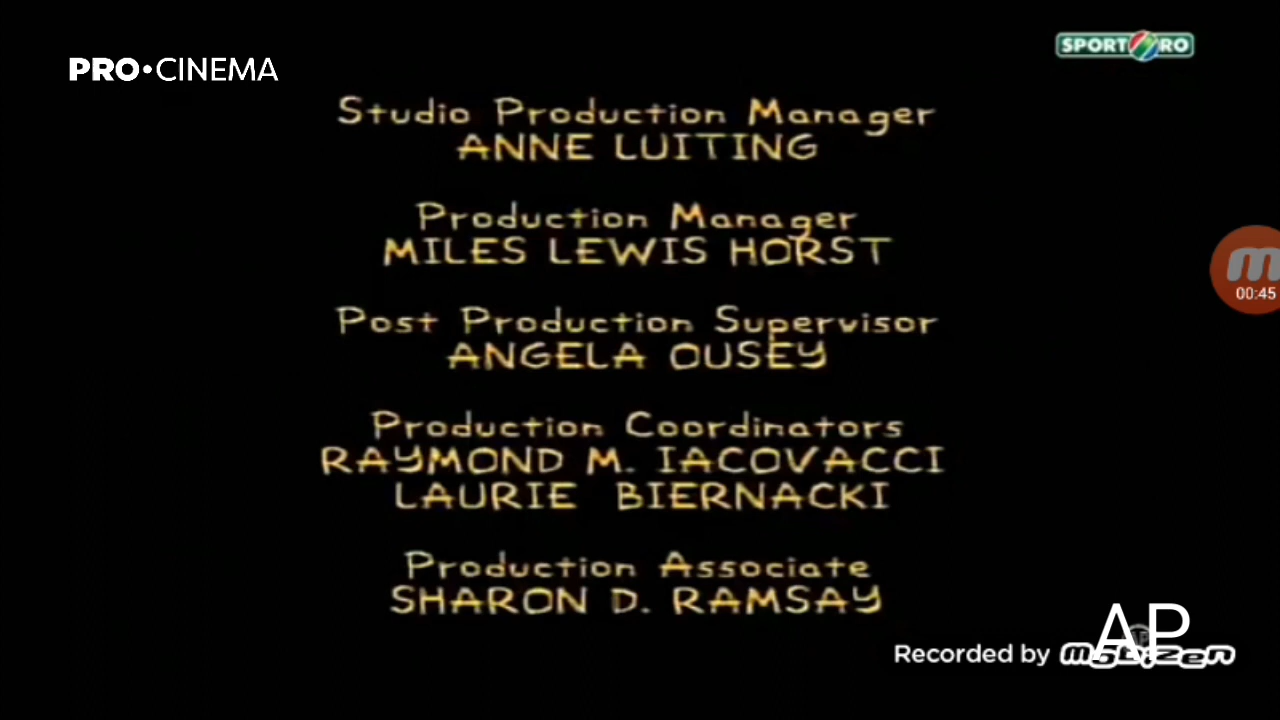 PRO•CINEMA
SPORT RO
Studio Production Manager
ANNE LUITING
Production Manager
MILES LEWIS HORST
Post Production Supervisor
ANGELA OUSEY
Production Coordinators
RAYMOND M. IACOVACCI
LAURIE BIERNACKI
Production Associate
SHARON D. RAMSAY
00:45
AP
Recorded by mobizen